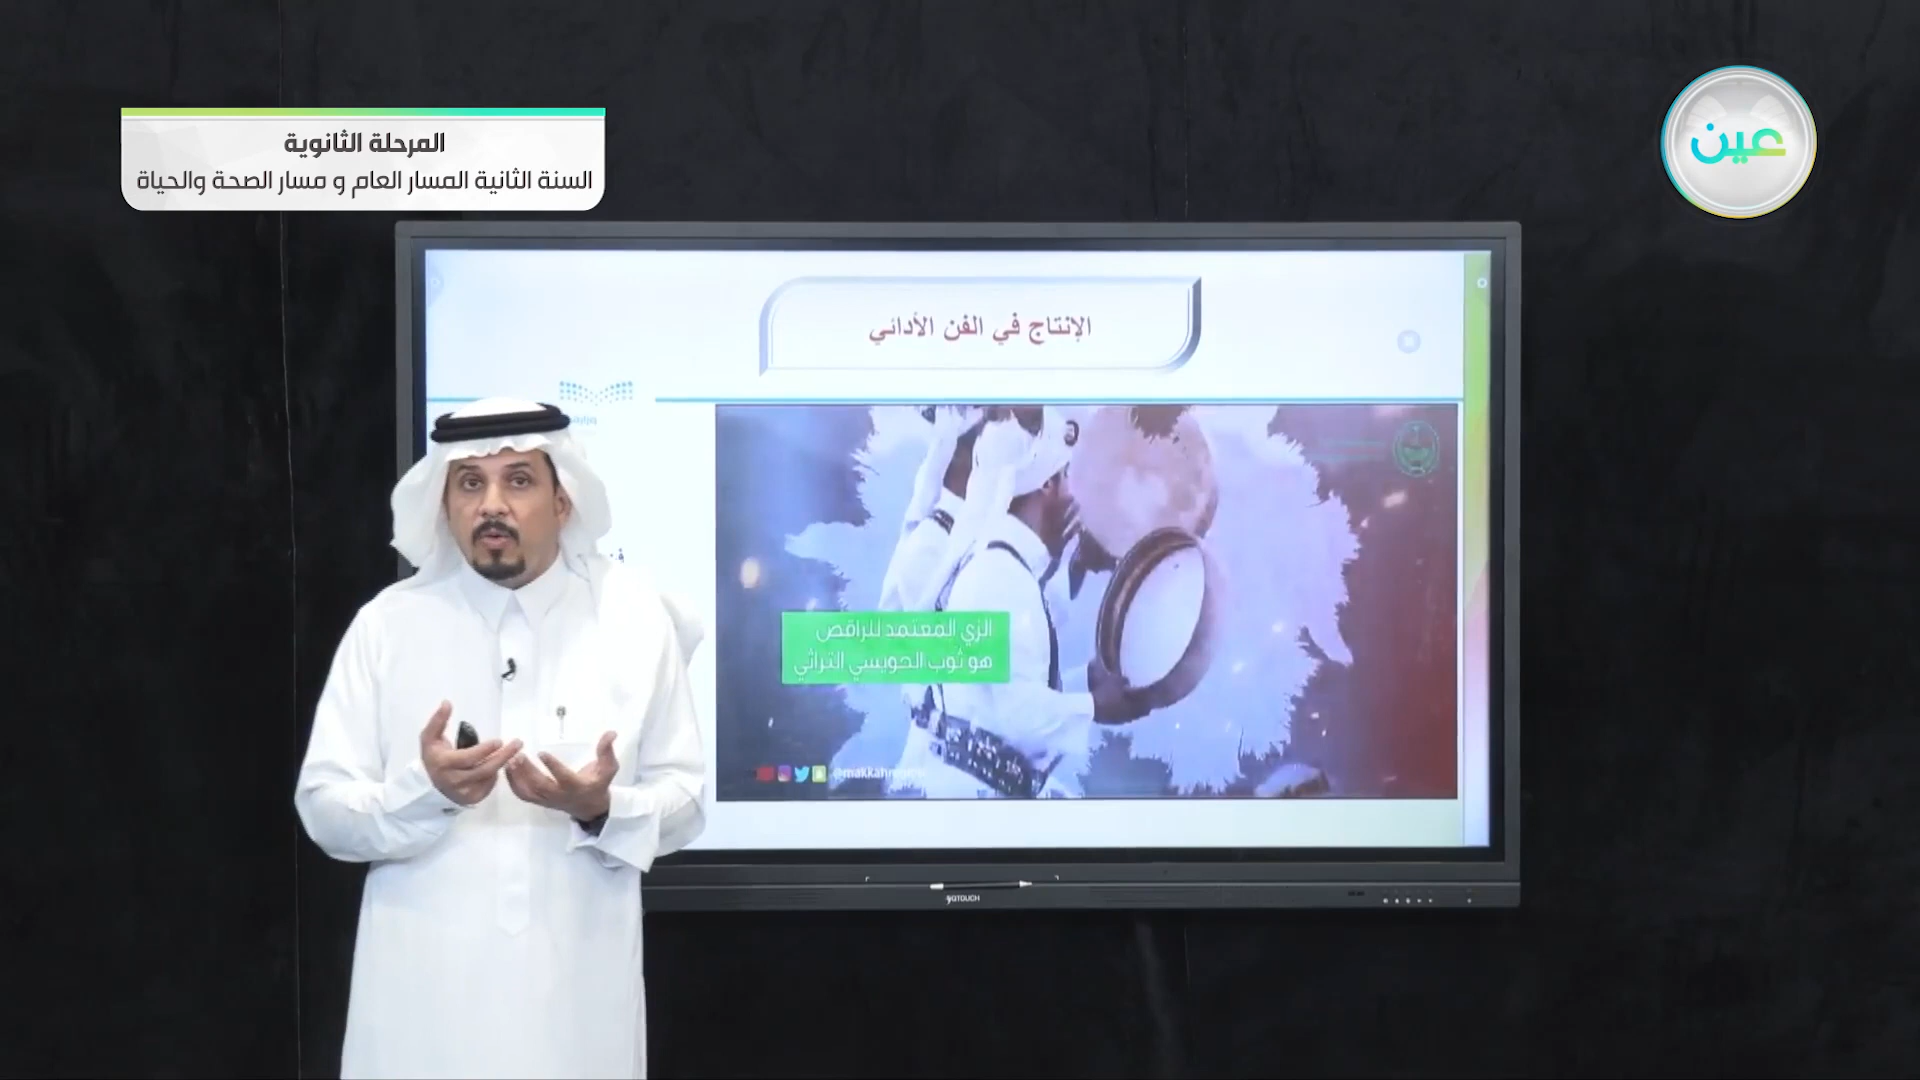 المرحلة الثانوية
السنة الثانية المسار العام و مسار الصحة والحياة
عين
الإنتاج في الفن الأدائي
الزي المعتمد للراقص
هو ثوب الحويسي التراثي